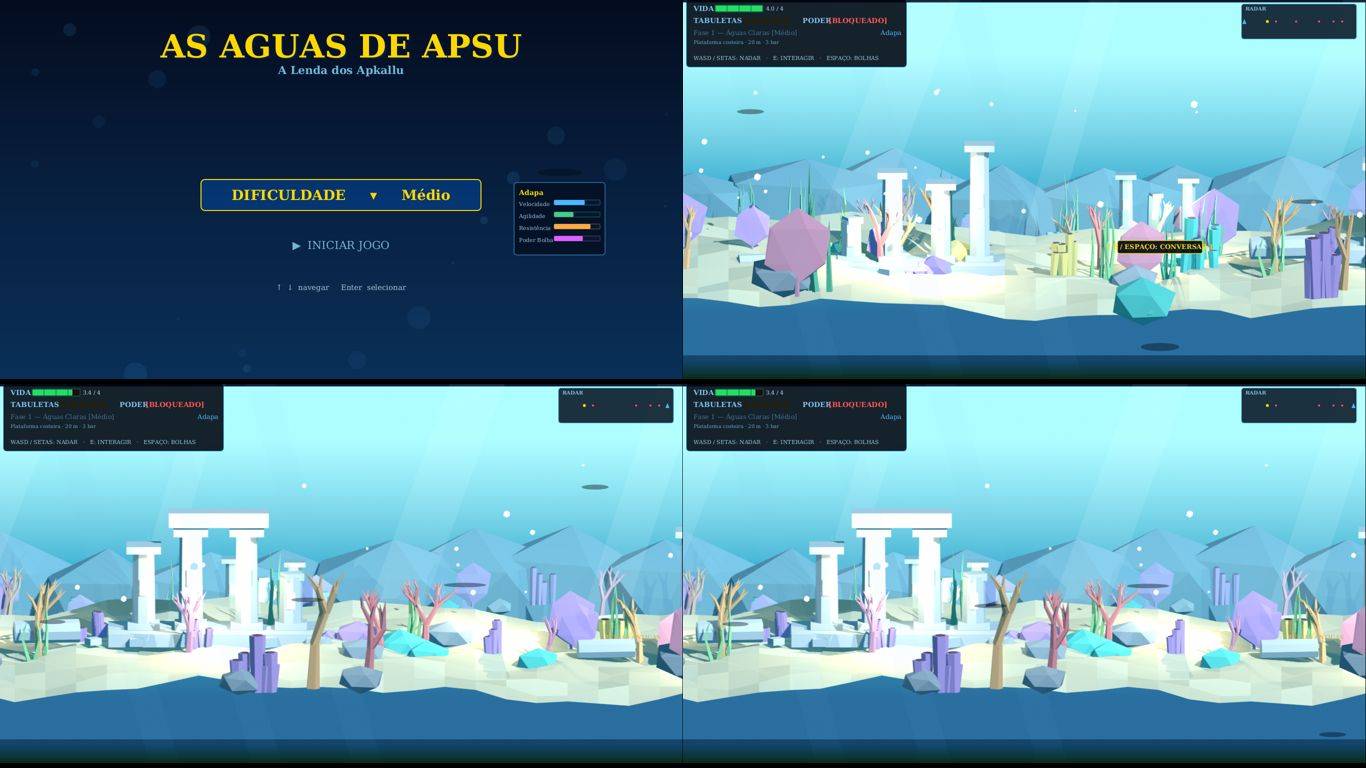 AS AGUAS DE APSU
A Lenda dos Apkallu
DIFICULDADE ▼ Médio
▶ INICIAR JOGO
↑ ↓ navegar Enter selecionar
Adapa
Velocidade
Agilidade
Resistência
Poder Bolha
VIDA 4.0 / 4
TABULETAS PODER [BLOQUEADO]
Fase 1 — Águas Claras [Médio] Adapa
Plataforma costeira · 20 m · 3 bar
WASD / SETAS: NADAR · E: INTERAGIR · ESPAÇO: BOLHAS
RADAR
/ ESPAÇO: CONVERSA
VIDA 3.4 / 4
TABULETAS PODER [BLOQUEADO]
Fase 1 — Águas Claras [Médio] Adapa
Plataforma costeira · 20 m · 3 bar
WASD / SETAS: NADAR · E: INTERAGIR · ESPAÇO: BOLHAS
RADAR
VIDA 3.4 / 4
TABULETAS PODER [BLOQUEADO]
Fase 1 — Águas Claras [Médio] Adapa
Plataforma costeira · 20 m · 3 bar
WASD / SETAS: NADAR · E: INTERAGIR · ESPAÇO: BOLHAS
RADAR